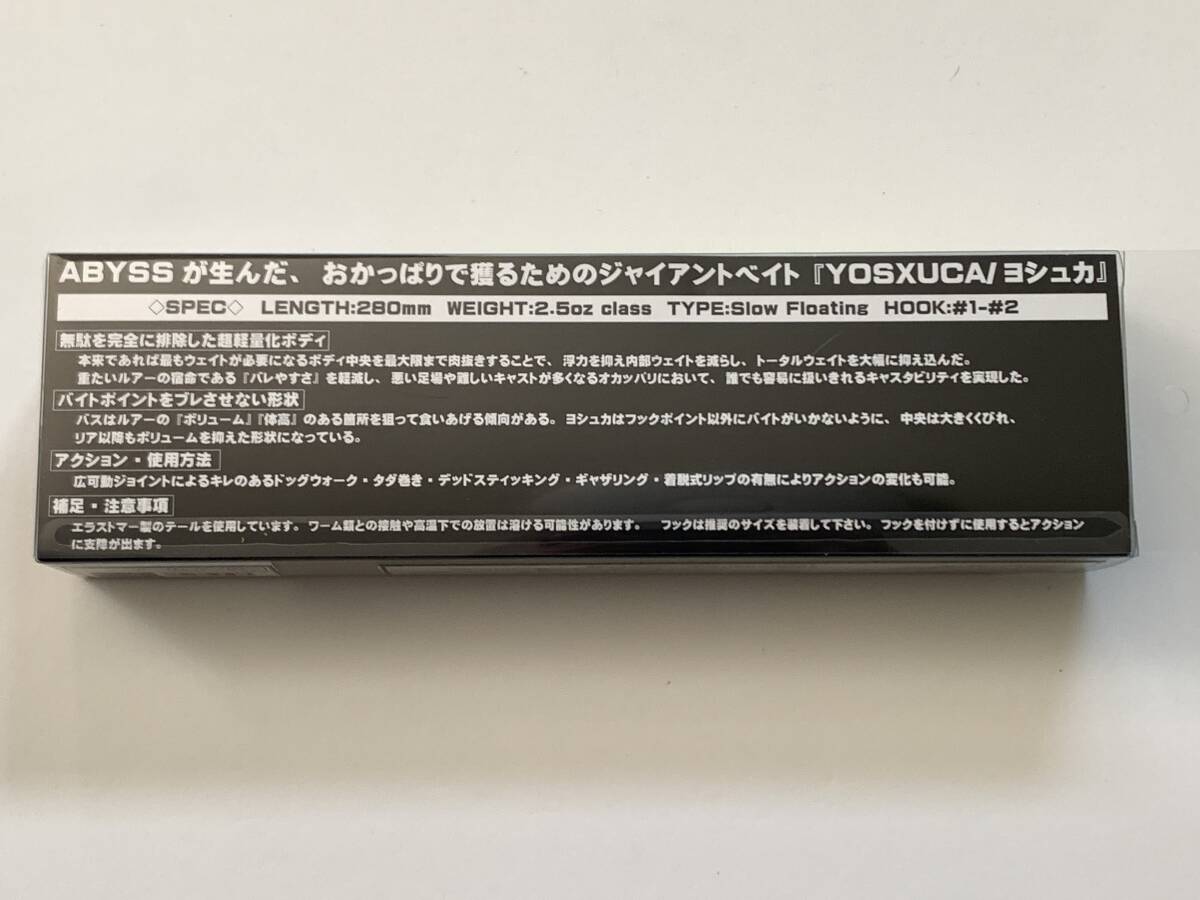 ABYSS が生んだ、 おかっぱりで獲るためのジャイアントベイト『YOSXUCA/ヨシュカ』
◇SPEC◇ LENGTH:280mm WEIGHT:2.5oz class TYPE:Slow Floating HOOK:#1-#2
無駄を完全に排除した超軽量化ボディ
本来であれば最もウェイトが必要になるボディ中央を最大限まで肉抜きすることで、浮力を抑え内部ウェイトを減らし、トータルウェイトを大幅に抑え込んだ。
重たいルアーの宿命である『バレやすさ』を軽減し、悪い足場や難しいキャストが多くなるオカッパリにおいて、誰でも容易に扱いきれるキャスタビリティを実現した。
バイトポイントをブレさせない形状
バスはルアーの『ボリューム』『体高』のある箇所を狙って食いあげる傾向がある。ヨシュカはフックポイント以外にバイトがいかないように、中央は大きくくびれ、
リア以降もボリュームを抑えた形状になっている。
アクション・使用方法
広可動ジョイントによるキレのあるドッグウォーク・タダ巻き・デッドスティッキング・ギャザリング・着脱式リップの有無によりアクションの変化も可能。
補足・注意事項
エラストマー製のテールを使用しています。ワーム類との接触や高温下での放置は溶ける可能性があります。 フックは推奨のサイズを装着して下さい。フックを付けずに使用するとアクション
に支障が出ます。